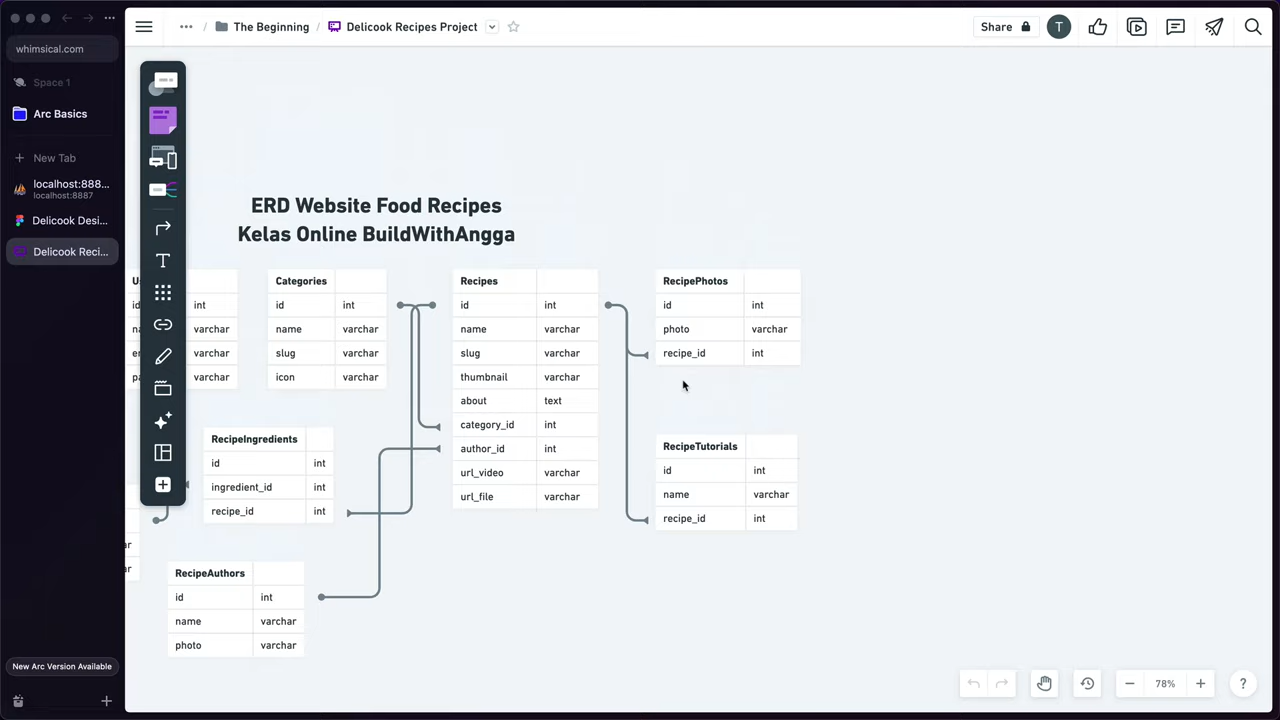 whimsical.com
Space 1
Arc Basics
New Tab
localhost:888...
localhost:8887
Delicook Desi...
Delicook Reci...
New Arc Version Available
... / The Beginning / Delicook Recipes Project
Share
T
ERD Website Food Recipes
Kelas Online BuildWithAngga
int
varchar
varchar
varchar
Categories
id int
name varchar
slug varchar
icon varchar
Recipes
id int
name varchar
slug varchar
thumbnail varchar
about text
category_id int
author_id int
url_video varchar
url_file varchar
RecipePhotos
id int
photo varchar
recipe_id int
RecipeIngredients
id int
ingredient_id int
recipe_id int
RecipeTutorials
id int
name varchar
recipe_id int
RecipeAuthors
id int
name varchar
photo varchar
78%
?